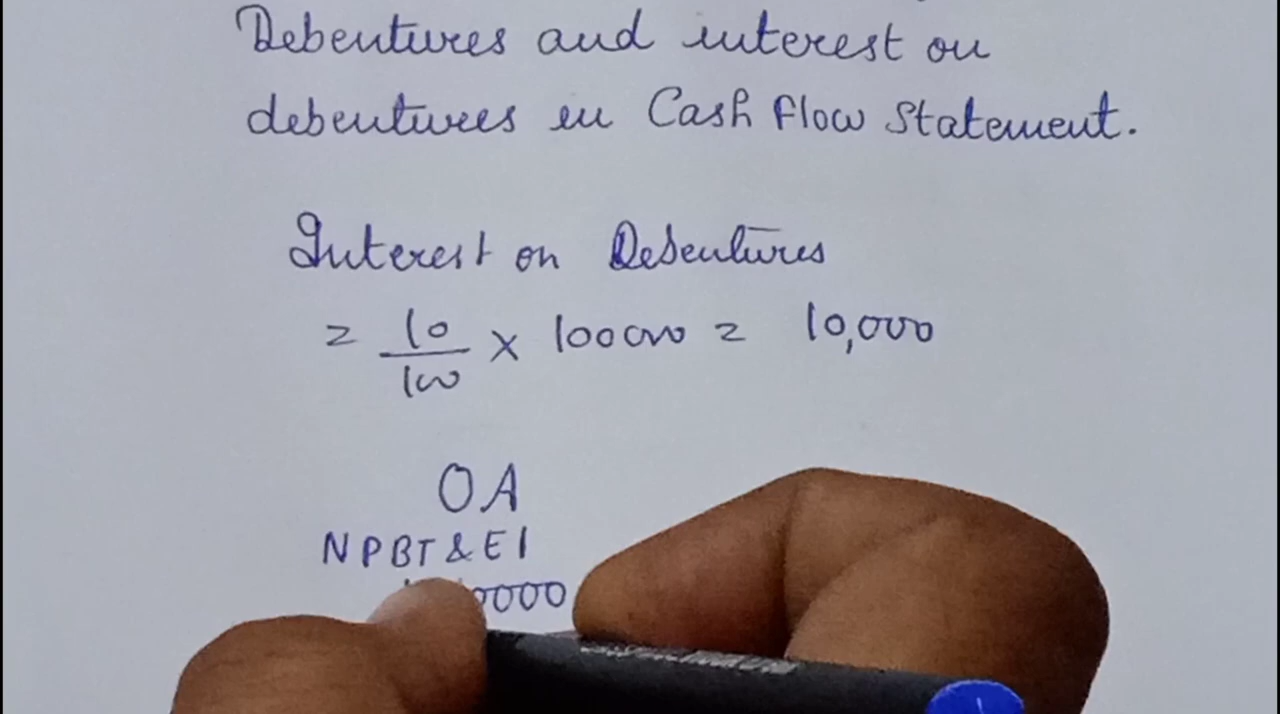 Debentures and interest on
debentures in Cash flow Statement.
Interest on Debentures
= 10/100 × 100000 = 10,000
OA
NPBT & EI
0000